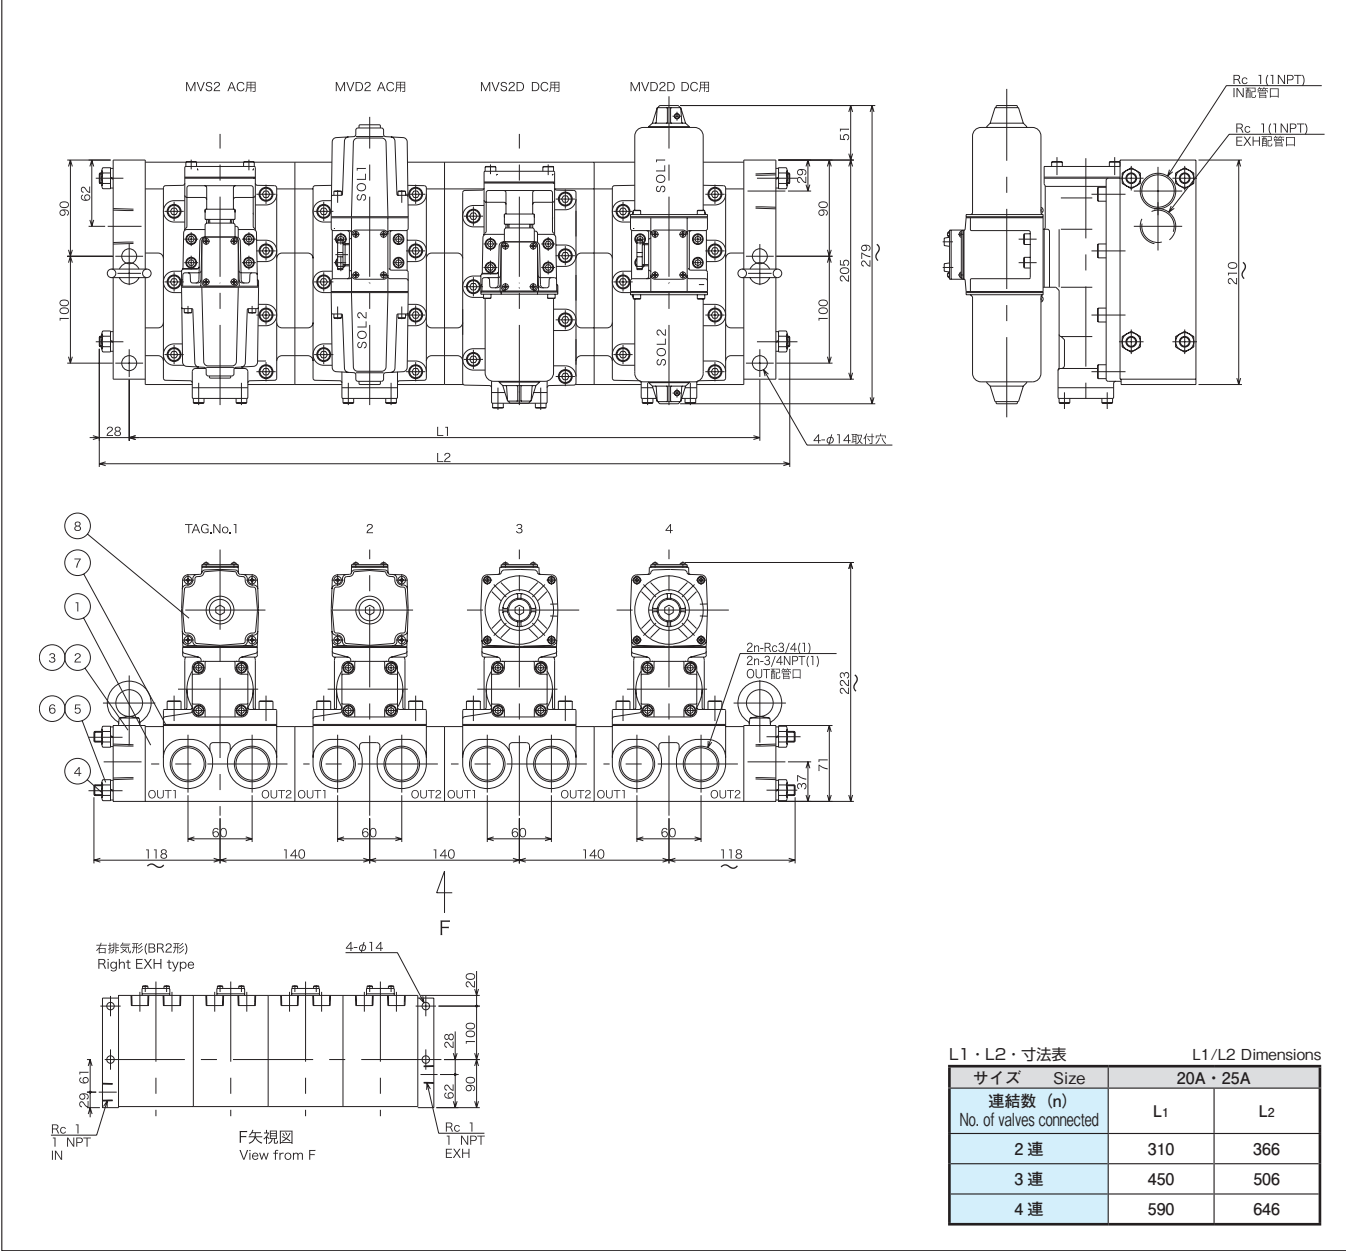 MVS2 AC用
MVD2 AC用
MVS2D DC用
MVD2D DC用
Rc 1(1NPT)
IN配管口
Rc 1(1NPT)
EXH配管口
SOL1
SOL2
SOL1
SOL2
90
62
100
51
29
90
205
279
100
210
28
L1
L2
4-φ14取付穴
TAG.No.1
2
3
4
8
7
1
3
2
6
5
4
2n-Rc3/4(1)
2n-3/4NPT(1)
OUT配管口
223
71
37
OUT1
OUT2
OUT1
OUT2
OUT1
OUT2
OUT1
OUT2
60
60
60
60
118
140
140
140
118
F
右排気形(BR2形)
Right EXH type
4-φ14
20
100
28
62
90
61
29
Rc 1
1 NPT
IN
Rc 1
1 NPT
EXH
F矢視図
View from F
L1・L2・寸法表
L1/L2 Dimensions
サイズ Size
20A・25A
連結数 (n)
No. of valves connected
L1
L2
2 連
310
366
3 連
450
506
4 連
590
646